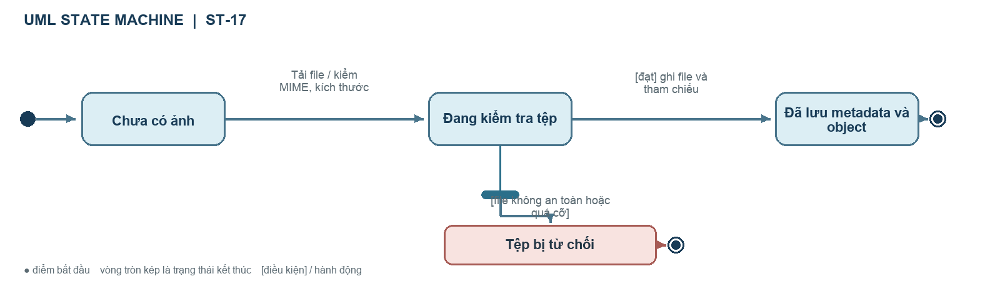 UML STATE MACHINE | ST-17
Tải file / kiểm
MIME, kích thước
[đạt] ghi file và
tham chiếu
Chưa có ảnh
Đang kiểm tra tệp
Đã lưu metadata và
object
[file không an toàn hoặc
quá cỡ]
Tệp bị từ chối
● điểm bắt đầu vòng tròn kép là trạng thái kết thúc [điều kiện] / hành động